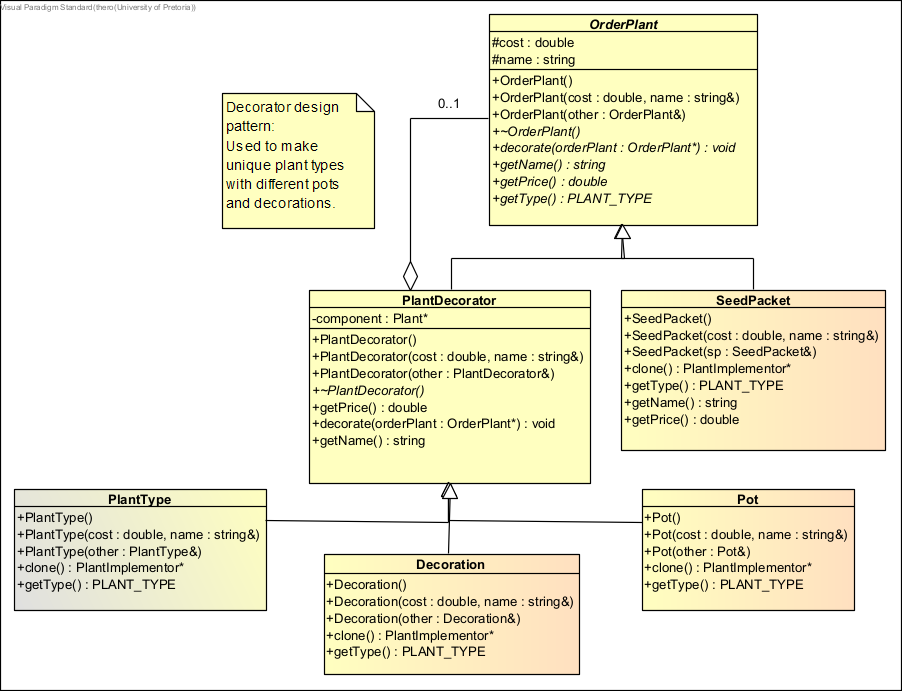 Visual Paradigm Standard(thero(University of Pretoria))
OrderPlant
#cost : double
#name : string
+OrderPlant()
+OrderPlant(cost : double, name : string&)
+OrderPlant(other : OrderPlant&)
+~OrderPlant()
+decorate(orderPlant : OrderPlant*) : void
+getName() : string
+getPrice() : double
+getType() : PLANT_TYPE
Decorator design
pattern:
Used to make
unique plant types
with different pots
and decorations.
0..1
PlantDecorator
-component : Plant*
+PlantDecorator()
+PlantDecorator(cost : double, name : string&)
+PlantDecorator(other : PlantDecorator&)
+~PlantDecorator()
+getPrice() : double
+decorate(orderPlant : OrderPlant*) : void
+getName() : string
SeedPacket
+SeedPacket()
+SeedPacket(cost : double, name : string&)
+SeedPacket(sp : SeedPacket&)
+clone() : PlantImplementor*
+getType() : PLANT_TYPE
+getName() : string
+getPrice() : double
PlantType
+PlantType()
+PlantType(cost : double, name : string&)
+PlantType(other : PlantType&)
+clone() : PlantImplementor*
+getType() : PLANT_TYPE
Decoration
+Decoration()
+Decoration(cost : double, name : string&)
+Decoration(other : Decoration&)
+clone() : PlantImplementor*
+getType() : PLANT_TYPE
Pot
+Pot()
+Pot(cost : double, name : string&)
+Pot(other : Pot&)
+clone() : PlantImplementor*
+getType() : PLANT_TYPE